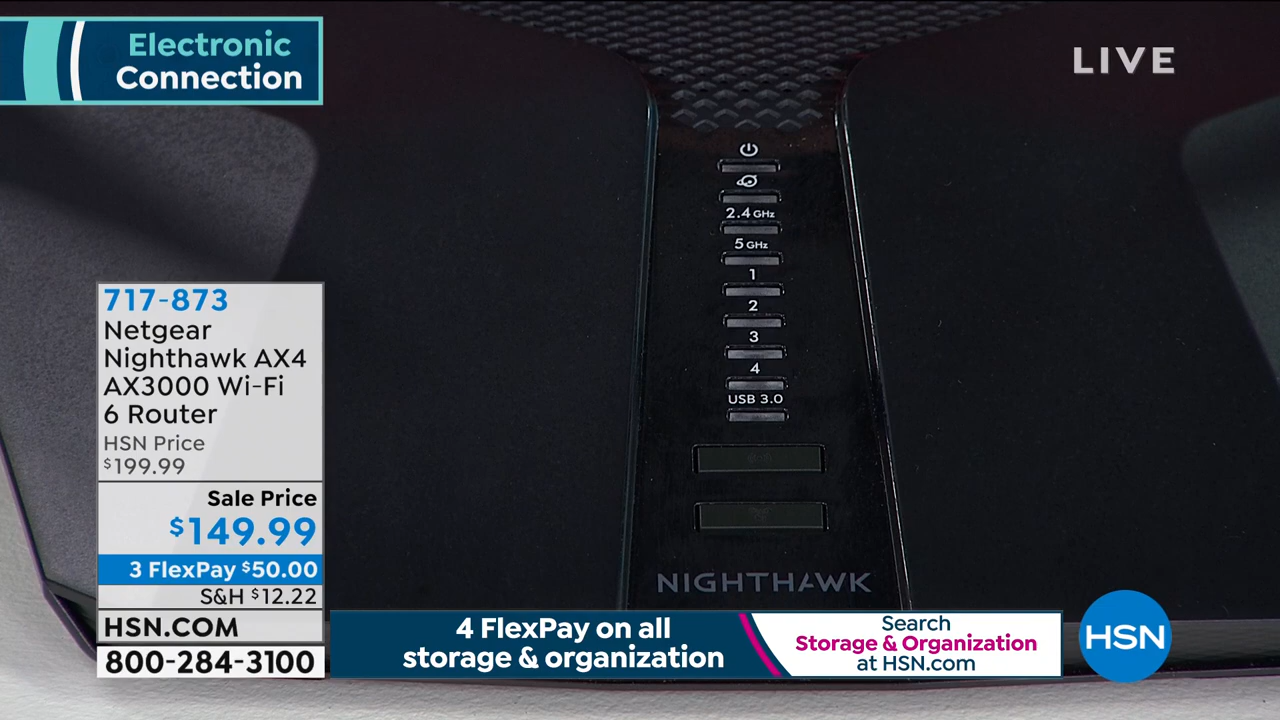 Electronic
Connection
LIVE
2.4 GHz
5 GHz
1
2
3
4
USB 3.0
NIGHTHAWK
717-873
Netgear
Nighthawk AX4
AX3000 Wi-Fi
6 Router
HSN Price
$199.99
Sale Price
$149.99
3 FlexPay $50.00
S&H $12.22
HSN.COM
800-284-3100
4 FlexPay on all
storage & organization
Search
Storage & Organization
at HSN.com
HSN